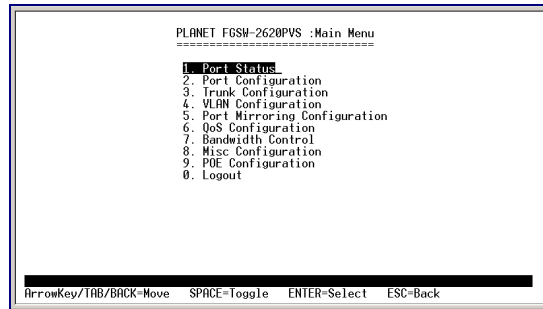 PLANET FGSW-2620PVS :Main Menu
==============================
1. Port Status
2. Port Configuration
3. Trunk Configuration
4. VLAN Configuration
5. Port Mirroring Configuration
6. QoS Configuration
7. Bandwidth Control
8. Misc Configuration
9. POE Configuration
0. Logout
ArrowKey/TAB/BACK=Move   SPACE=Toggle   ENTER=Select   ESC=Back